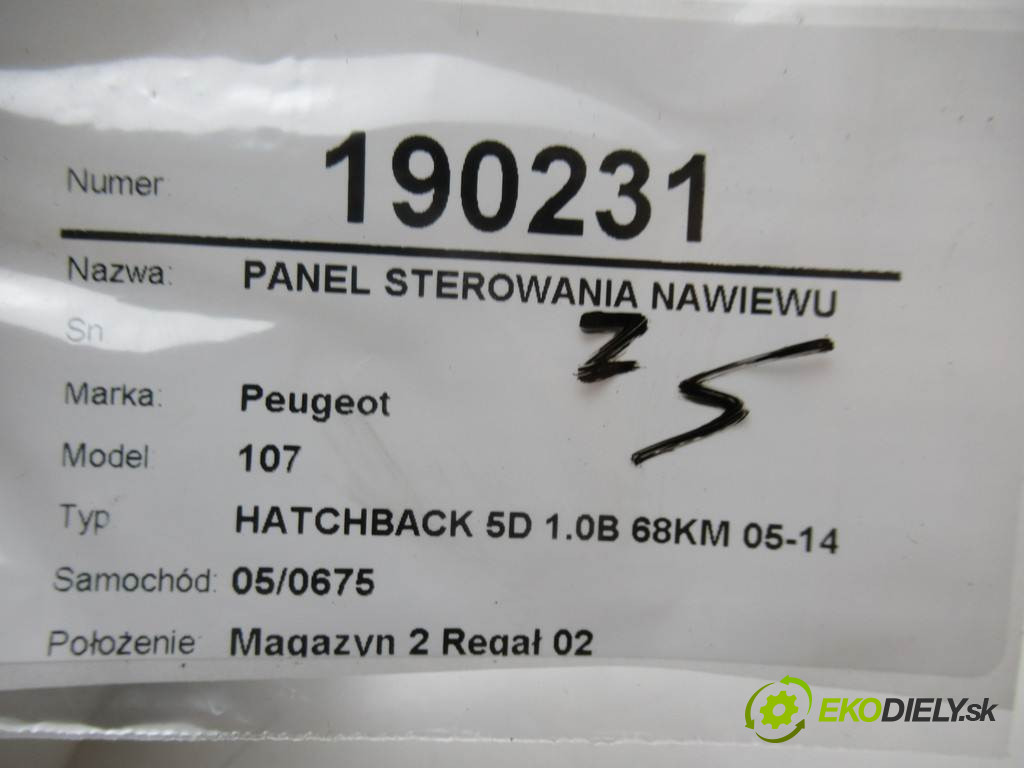 Numer: 190231
Nazwa: PANEL STEROWANIA NAWIEWU
Sn
Z
S
Marka: Peugeot
Model: 107
Typ HATCHBACK 5D 1.0B 68KM 05-14
Samochód: 05/0675
Położenie: Magazyn 2 Regał 02
EKODIELY.sk